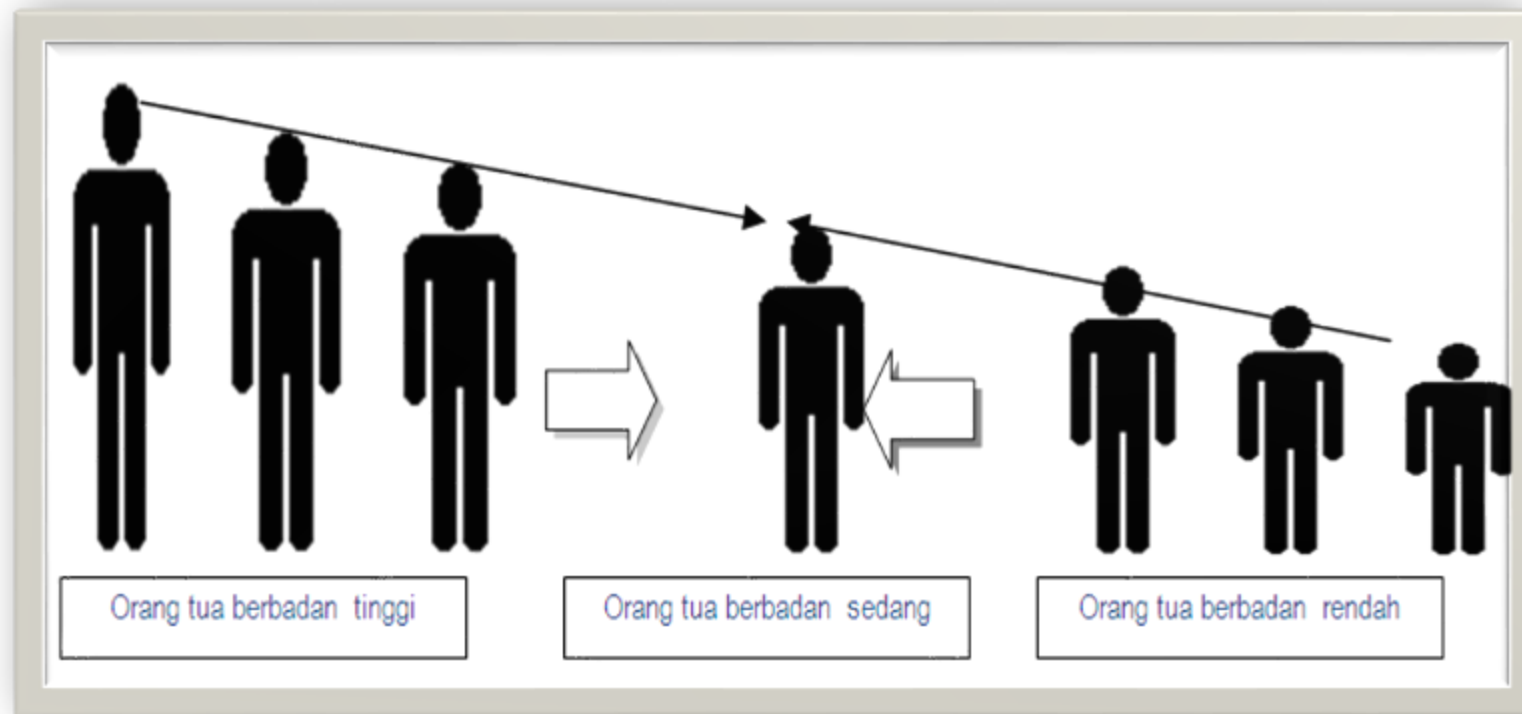 Orang tua berbadan tinggi
Orang tua berbadan sedang
Orang tua berbadan rendah